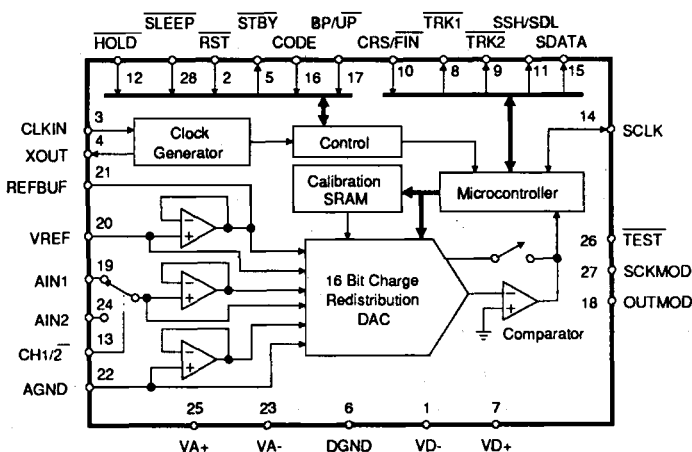 SLEEP STBY BP/UP TRK1 SSH/SDL
HOLD RST CODE CRS/FIN TRK2 SDATA
12 28 2 5 16 17 10 8 9 11 15
3
CLKIN
4
XOUT
Clock
Generator
Control
14
SCLK
21
REFBUF
Calibration
SRAM
Microcontroller
20
VREF
26
TEST
19
AIN1
16 Bit Charge
Redistribution
DAC
27
SCKMOD
24
AIN2
18
OUTMOD
13
CH1/2
Comparator
22
AGND
25 23 6 1 7
VA+ VA- DGND VD- VD+